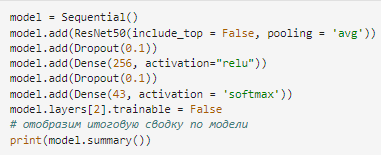 model = Sequential()
model.add(ResNet50(include_top = False, pooling = 'avg'))
model.add(Dropout(0.1))
model.add(Dense(256, activation="relu"))
model.add(Dropout(0.1))
model.add(Dense(43, activation = 'softmax'))
model.layers[2].trainable = False
# отобразим итоговую сводку по модели
print(model.summary())